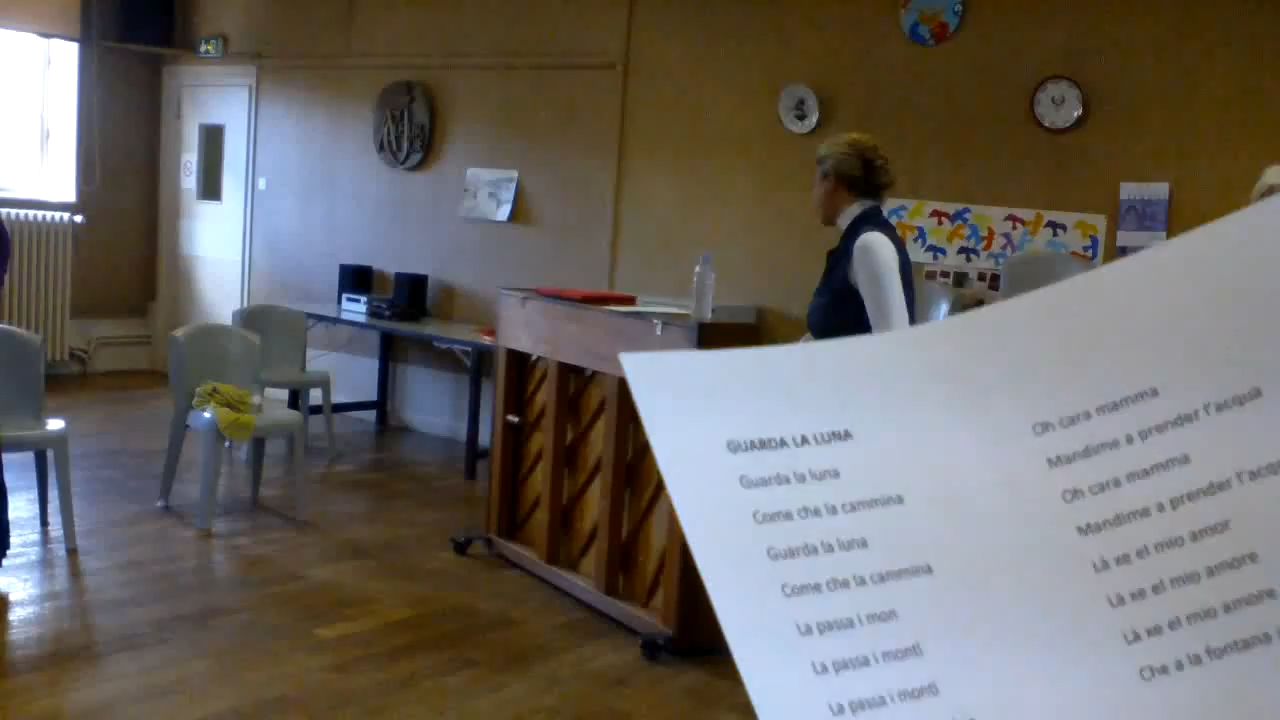 GUARDA LA LUNA
Guarda la luna
Come che la cammina
Guarda la luna
Come che la cammina
La passa i mon
La passa i monti
La passa i monti
Oh cara mamma
Mandime a prender l'acqua
Oh cara mamma
Mandime a prender l'acqu
Là xe el mio amor
Là xe el mio amore
Là xe el mio amore
Che a la fontana